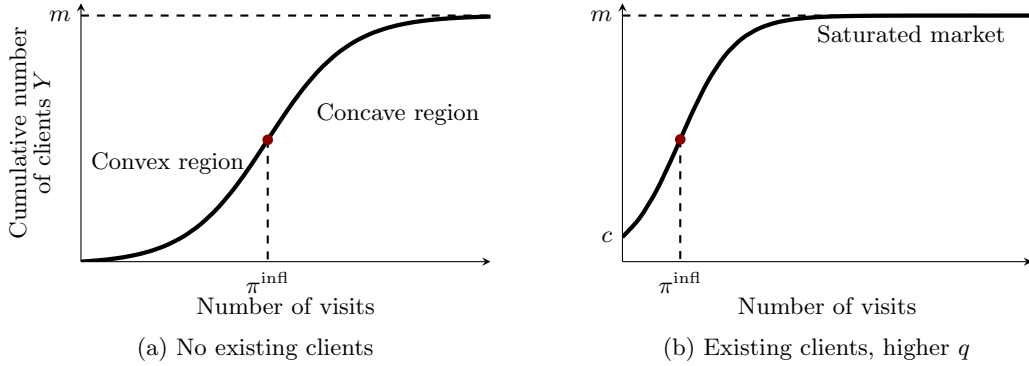 m
Cumulative number
of clients Y
Convex region
Concave region
π^infl
Number of visits
(a) No existing clients
m
Saturated market
c
π^infl
Number of visits
(b) Existing clients, higher q